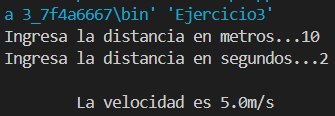 a 3_7f4a6667\bin' 'Ejercicio3'
Ingresa la distancia en metros...10
Ingresa la distancia en segundos...2
La velocidad es 5.0m/s